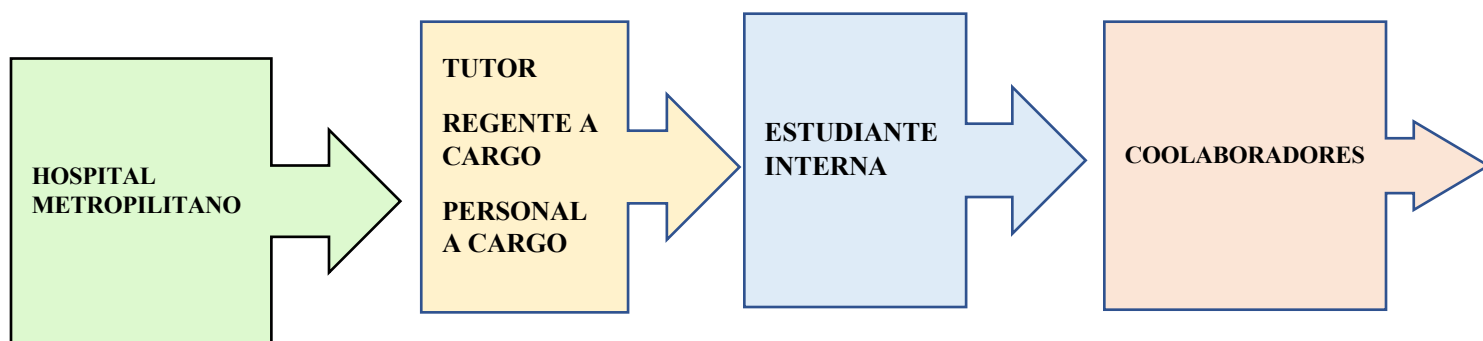 HOSPITAL
METROPILITANO
TUTOR
REGENTE A
CARGO
PERSONAL
A CARGO
ESTUDIANTE
INTERNA
COOLABORADORES